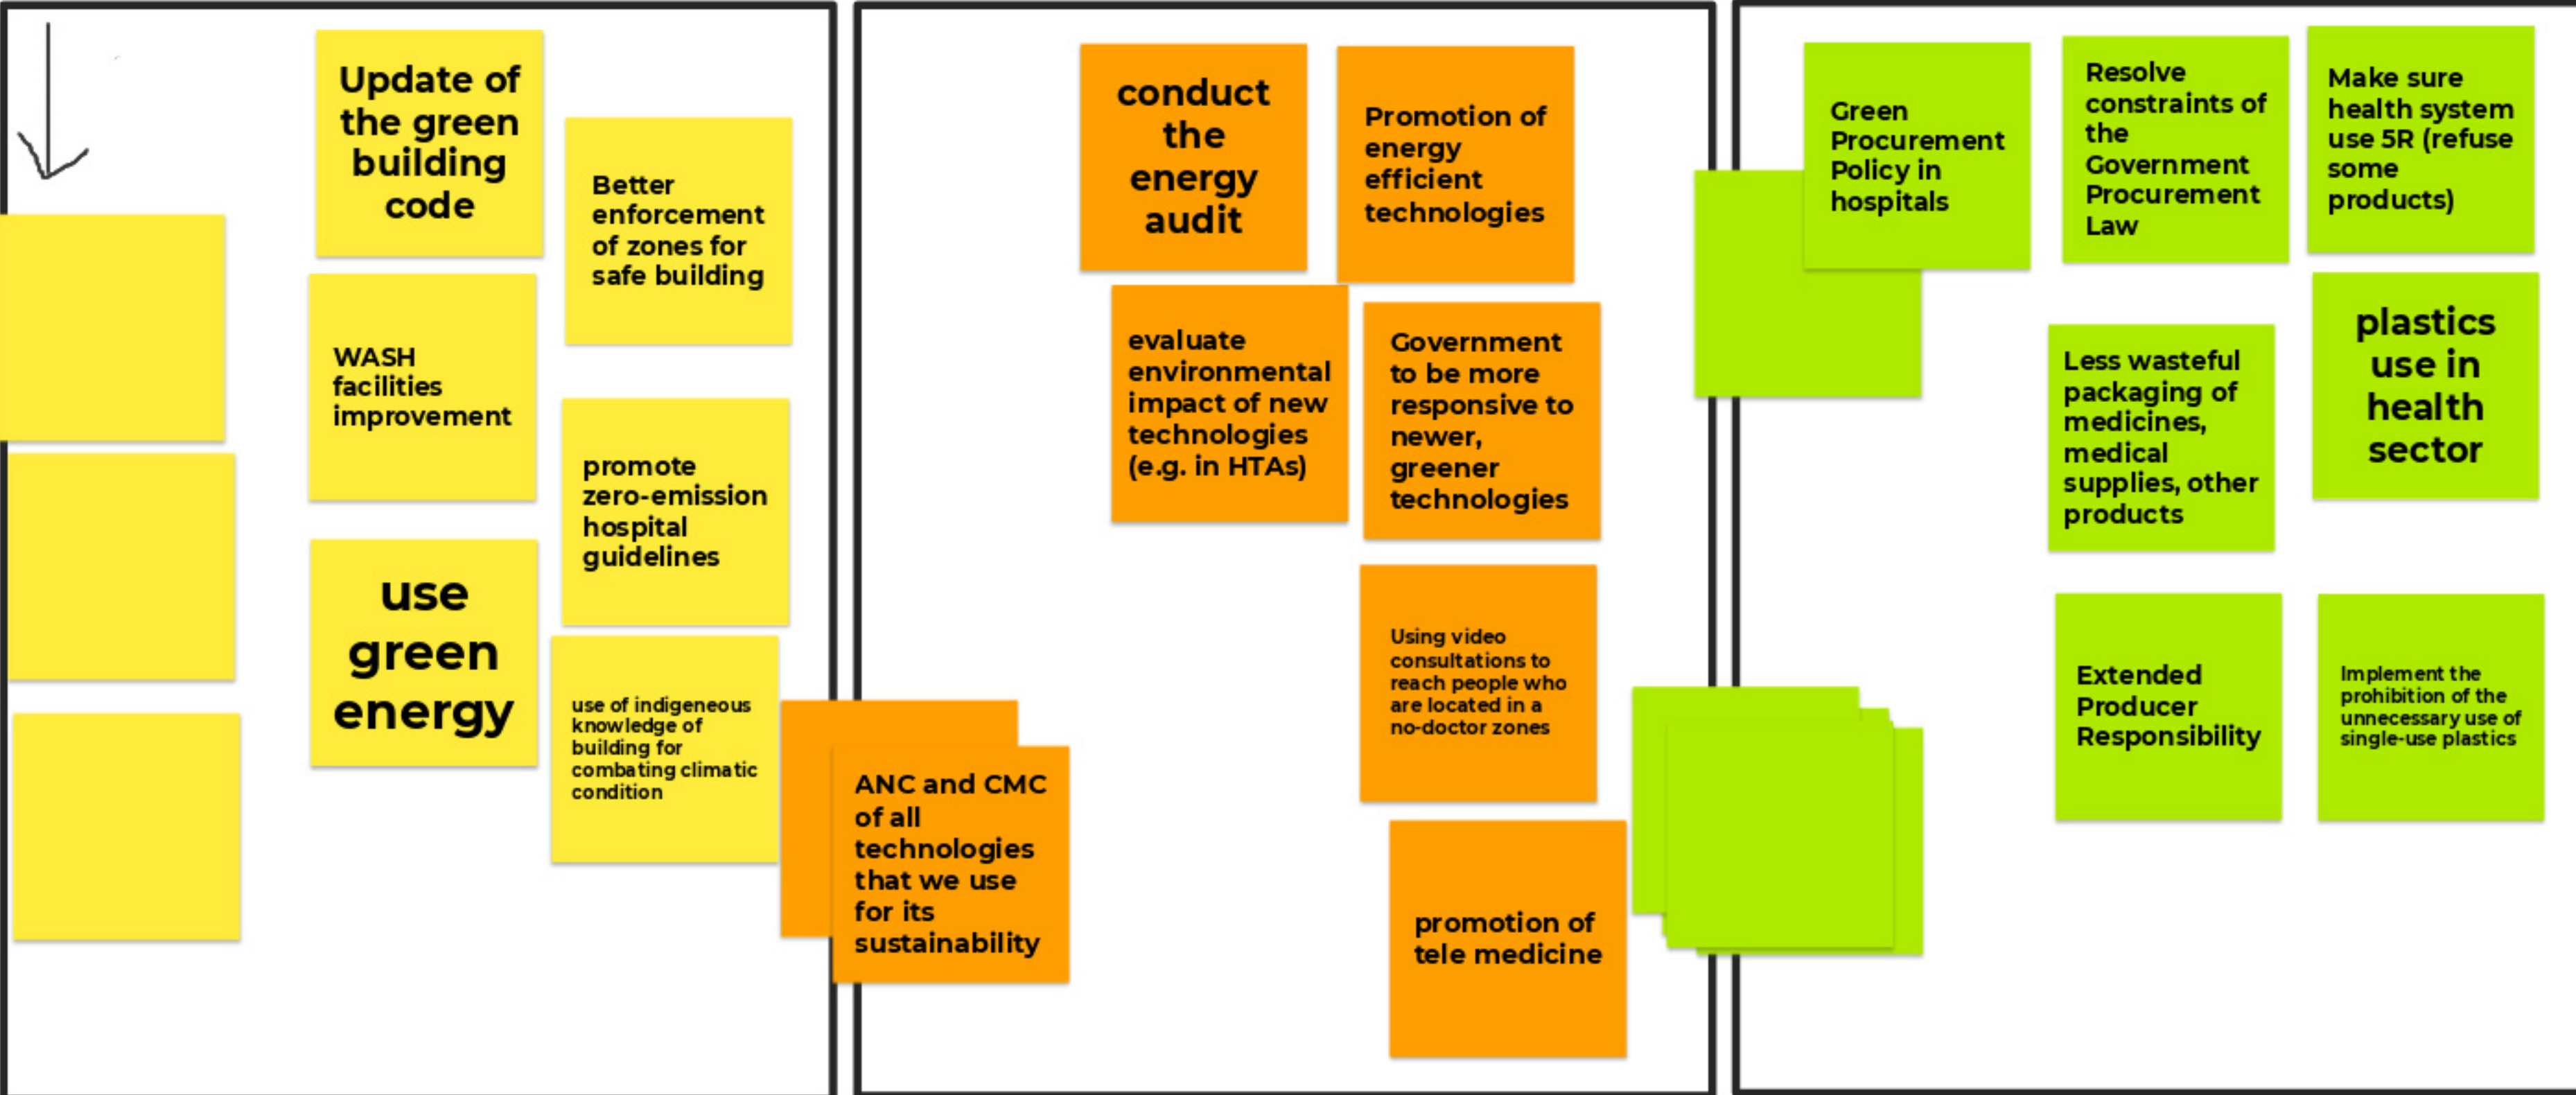 Update of
the green
building
code
Better
enforcement
of zones for
safe building
WASH
facilities
improvement
promote
zero-emission
hospital
guidelines
use
green
energy
use of indigeneous
knowledge of
building for
combating climatic
condition
conduct
the
energy
audit
Promotion of
energy
efficient
technologies
evaluate
environmental
impact of new
technologies
(e.g. in HTAs)
Government
to be more
responsive to
newer,
greener
technologies
Using video
consultations to
reach people who
are located in a
no-doctor zones
ANC and CMC
of all
technologies
that we use
for its
sustainability
promotion of
tele medicine
Green
Procurement
Policy in
hospitals
Resolve
constraints of
the
Government
Procurement
Law
Make sure
health system
use 5R (refuse
some
products)
Less wasteful
packaging of
medicines,
medical
supplies, other
products
plastics
use in
health
sector
Extended
Producer
Responsibility
Implement the
prohibition of the
unnecessary use of
single-use plastics